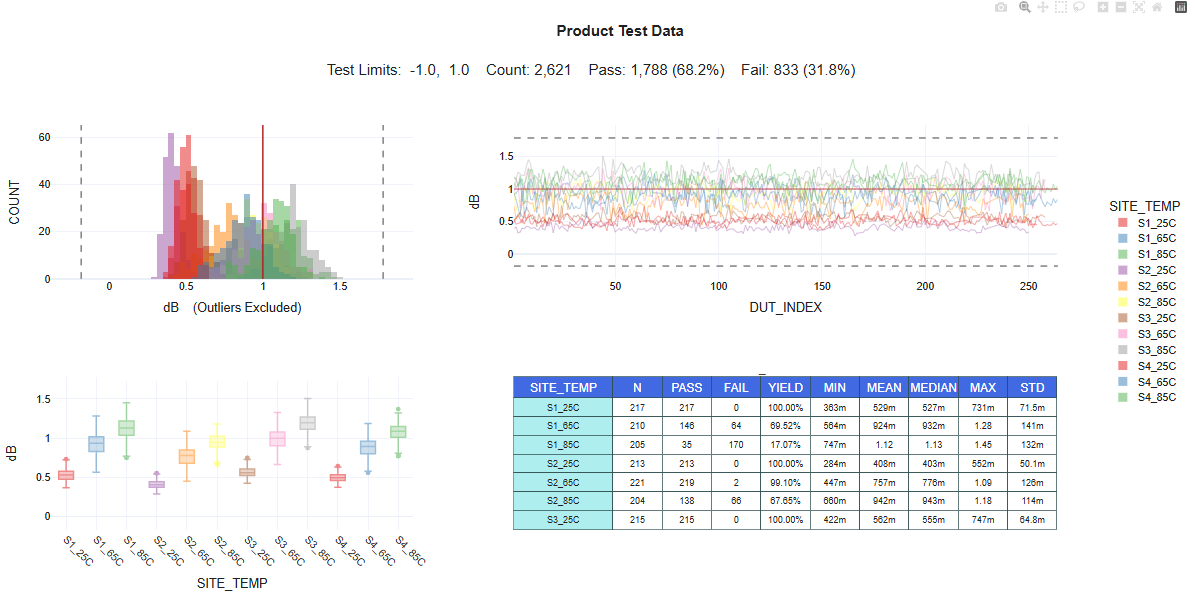 Product Test Data
Test Limits:  -1.0,  1.0    Count: 2,621    Pass: 1,788 (68.2%)    Fail: 833 (31.8%)
60
40
20
0
COUNT
0
0.5
1
1.5
dB    (Outliers Excluded)
1.5
1
0.5
0
dB
50
100
150
200
250
DUT_INDEX
SITE_TEMP
S1_25C
S1_65C
S1_85C
S2_25C
S2_65C
S2_85C
S3_25C
S3_65C
S3_85C
S4_25C
S4_65C
S4_85C
1.5
1
0.5
0
dB
S1_25C
S1_65C
S1_85C
S2_25C
S2_65C
S2_85C
S3_25C
S3_65C
S3_85C
S4_25C
S4_65C
S4_85C
SITE_TEMP
_
SITE_TEMP N PASS FAIL YIELD MIN MEAN MEDIAN MAX STD
S1_25C 217 217 0 100.00% 363m 529m 527m 731m 71.5m
S1_65C 210 146 64 69.52% 564m 924m 932m 1.28 141m
S1_85C 205 35 170 17.07% 747m 1.12 1.13 1.45 132m
S2_25C 213 213 0 100.00% 284m 408m 403m 552m 50.1m
S2_65C 221 219 2 99.10% 447m 757m 776m 1.09 126m
S2_85C 204 138 66 67.65% 660m 942m 943m 1.18 114m
S3_25C 215 215 0 100.00% 422m 562m 555m 747m 64.8m